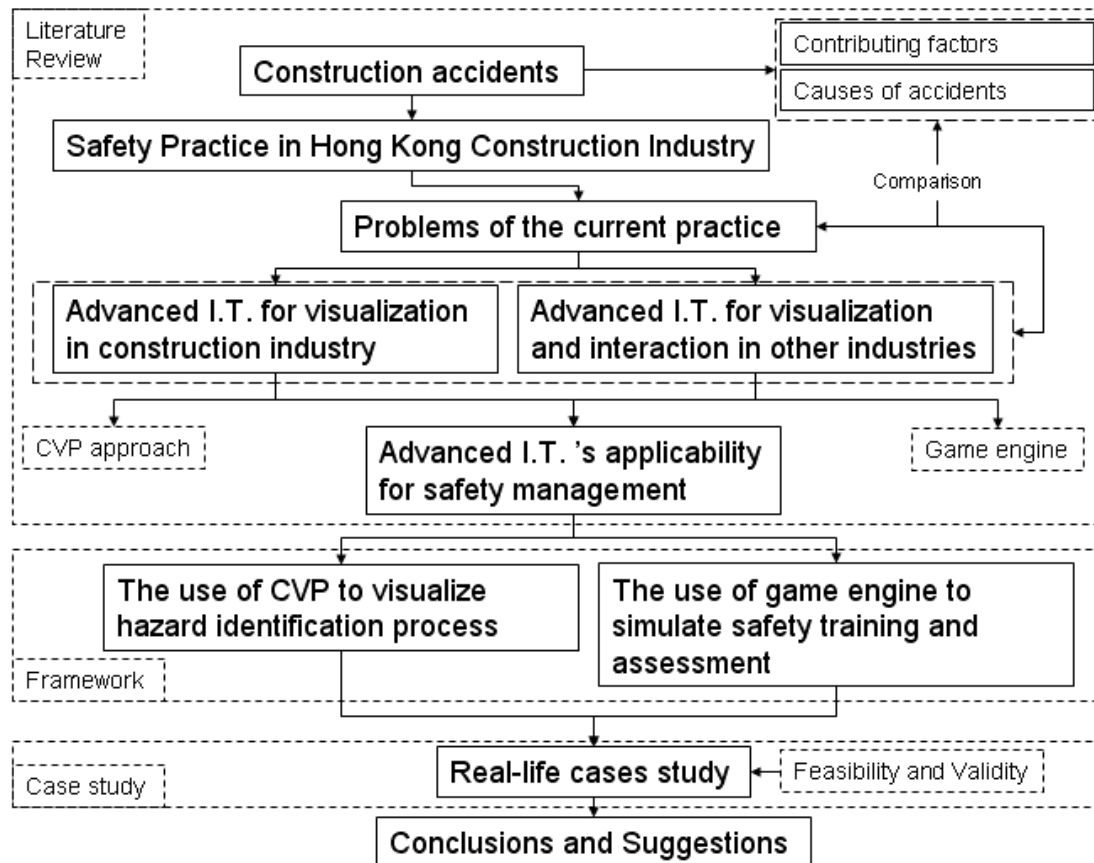 Literature
Review
Contributing factors
Construction accidents
Causes of accidents
Safety Practice in Hong Kong Construction Industry
Comparison
Problems of the current practice
Advanced I.T. for visualization
in construction industry
Advanced I.T. for visualization
and interaction in other industries
CVP approach
Advanced I.T. 's applicability
for safety management
Game engine
The use of CVP to visualize
hazard identification process
The use of game engine to
simulate safety training and
assessment
Framework
Real-life cases study
Feasibility and Validity
Case study
Conclusions and Suggestions